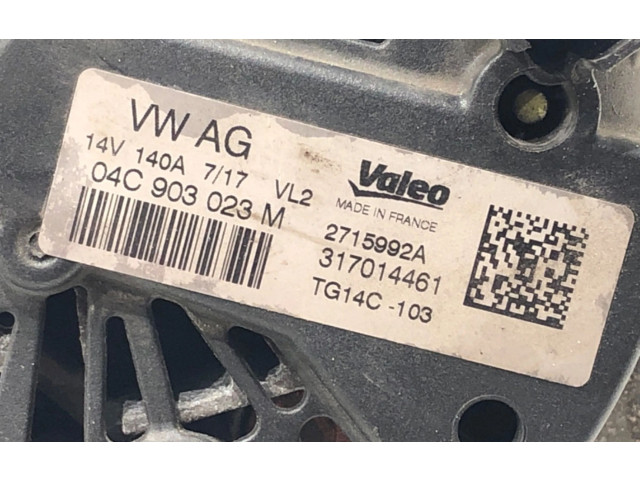 VW AG
14V 140A 7/17 VL2
04C 903 023 M
Valeo
MADE IN FRANCE
2715992A
317014461
TG14C -103